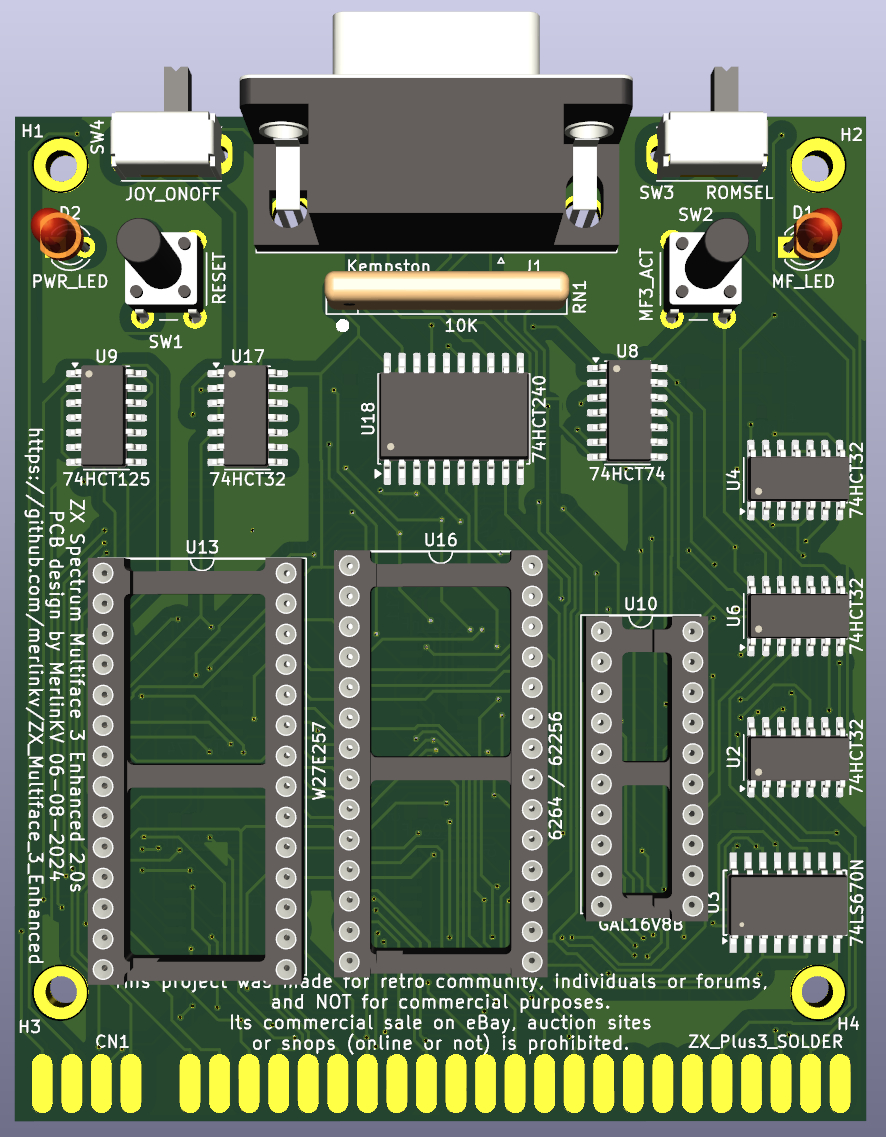 H1
SW4
JOY_ONOFF
H2
SW3
ROMSEL
D2
PWR_LED
RESET
SW1
Kempston
J1
RN1
10K
SW2
MF3_ACT
D1
MF_LED
U9
74HCT125
U17
74HCT32
U18
74HCT240
U8
74HCT74
U4
74HCT32
U6
74HCT32
U2
74HCT32
U3
74LS670N
U13
W27E257
U16
6264 / 62256
U10
GAL16V8B
ZX Spectrum Multiface 3 Enhanced 2.0s
PCB design by MerlinKV 06-08-2024
https://github.com/merlinkv/ZX_Multiface_3_Enhanced
This project was made for retro community, individuals or forums,
and NOT for commercial purposes.
Its commercial sale on eBay, auction sites
or shops (online or not) is prohibited.
H3
H4
CN1
ZX_Plus3_SOLDER